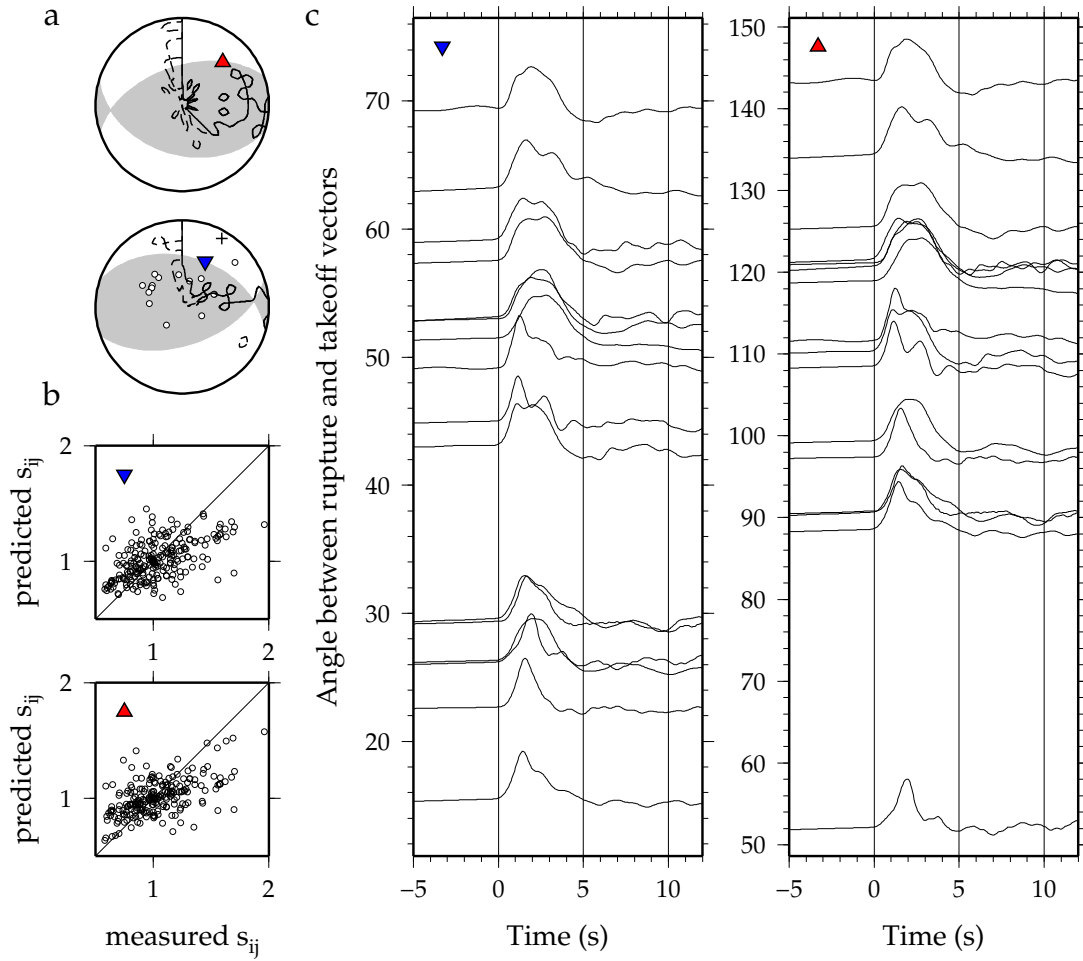 a
b
2
predicted s_ij
1
1 2
2
predicted s_ij
1
1 2
measured s_ij
c
Angle between rupture and takeoff vectors
70
60
50
40
30
20
−5 0 5 10
Time (s)
150
140
130
120
110
100
90
80
70
60
50
−5 0 5 10
Time (s)